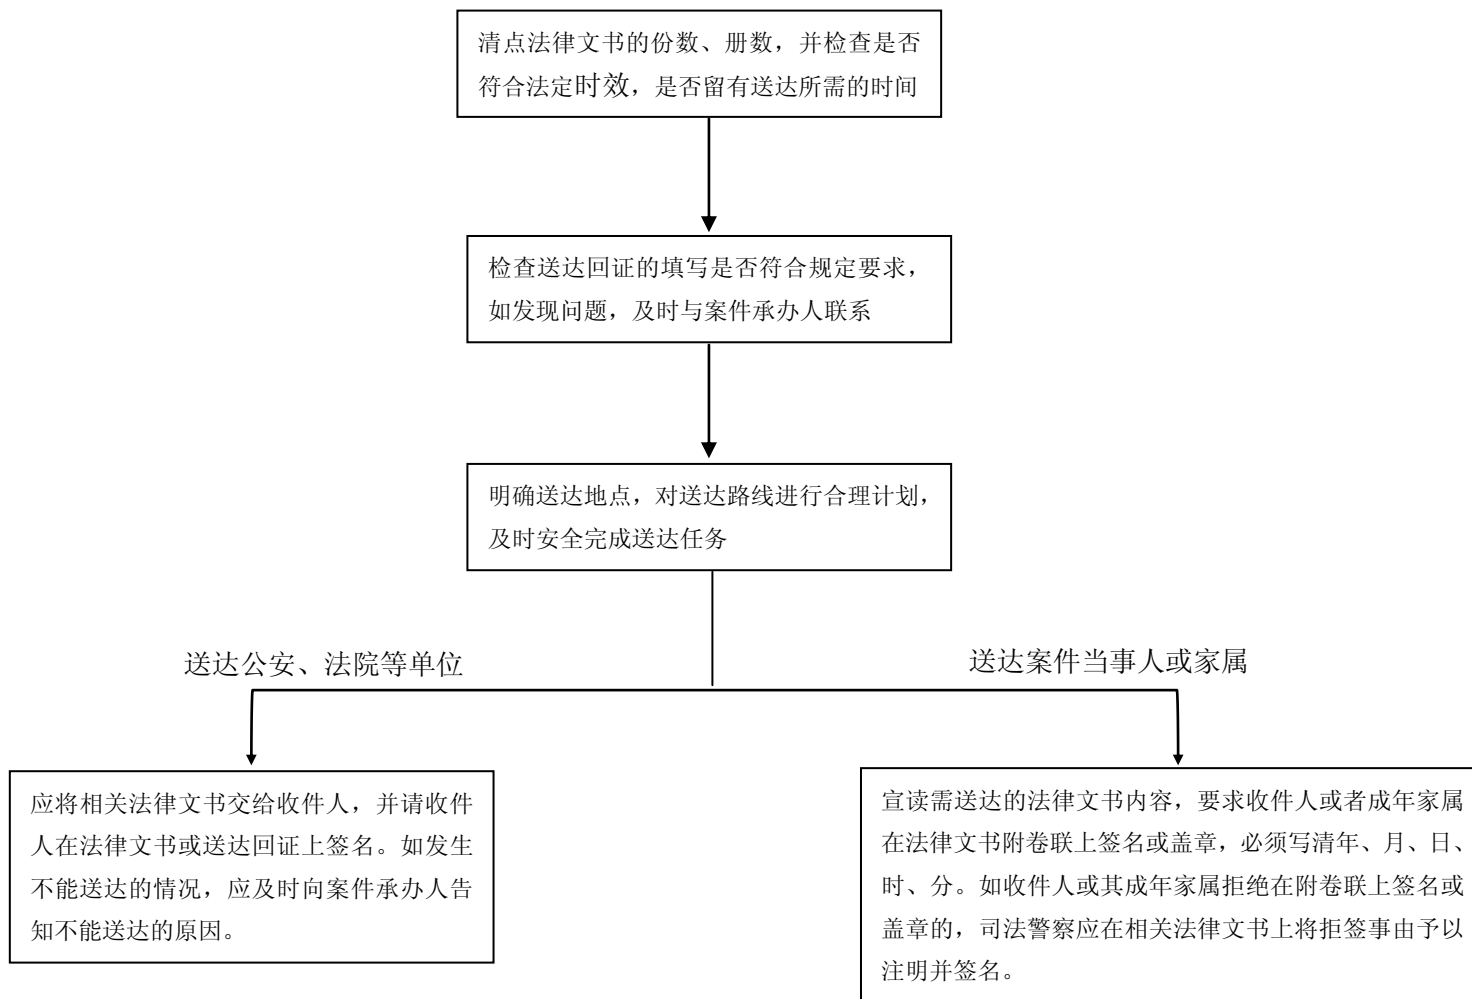 清点法律文书的份数、册数，并检查是否
符合法定时效，是否留有送达所需的时间
检查送达回证的填写是否符合规定要求，
如发现问题，及时与案件承办人联系
明确送达地点，对送达路线进行合理计划，
及时安全完成送达任务
送达公安、法院等单位
送达案件当事人或家属
应将相关法律文书交给收件人，并请收件
人在法律文书或送达回证上签名。如发生
不能送达的情况，应及时向案件承办人告
知不能送达的原因。
宣读需送达的法律文书内容，要求收件人或者成年家属
在法律文书附卷联上签名或盖章，必须写清年、月、日、
时、分。如收件人或其成年家属拒绝在附卷联上签名或
盖章的，司法警察应在相关法律文书上将拒签事由予以
注明并签名。